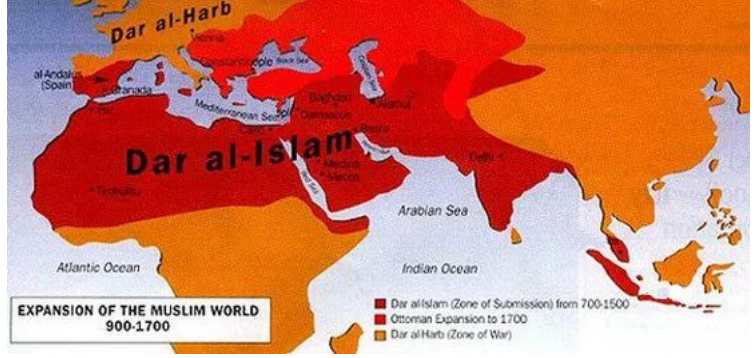 Dar al-Harb
Vienna
Constantinople
Black Sea
Caspian Sea
al-Andalus
(Spain)
Granada
Fez
Mediterranean Sea
Baghdad
Damascus
Alamut
Cairo
Basra
Dar al-Islam
Delhi
Medina
Mecca
Red Sea
Timbuktu
Arabian Sea
Atlantic Ocean
Indian Ocean
EXPANSION OF THE MUSLIM WORLD
900-1700
Dar al-Islam (Zone of Submission) from 700-1500
Ottoman Expansion to 1700
Dar al-Harb (Zone of War)